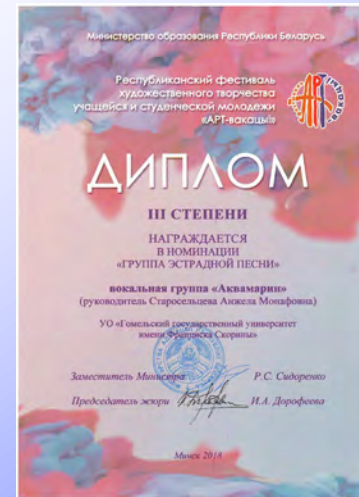 Министерство образования Республики Беларусь
Республиканский фестиваль
художественного творчества
учащейся и студенческой молодежи
«АРТ-вакацыі»
АРТ
ДИПЛОМ
III СТЕПЕНИ
НАГРАЖДАЕТСЯ
В НОМИНАЦИИ
«ГРУППА ЭСТРАДНОЙ ПЕСНИ»
вокальная группа «Аквамарин»
(руководитель Старосельцева Анжела Монафовна)
УО «Гомельский государственный университет
имени Франциска Скорины»
Заместитель Министра Р.С. Сидоренко
Председатель жюри И.А. Дорофеева
Минск 2018